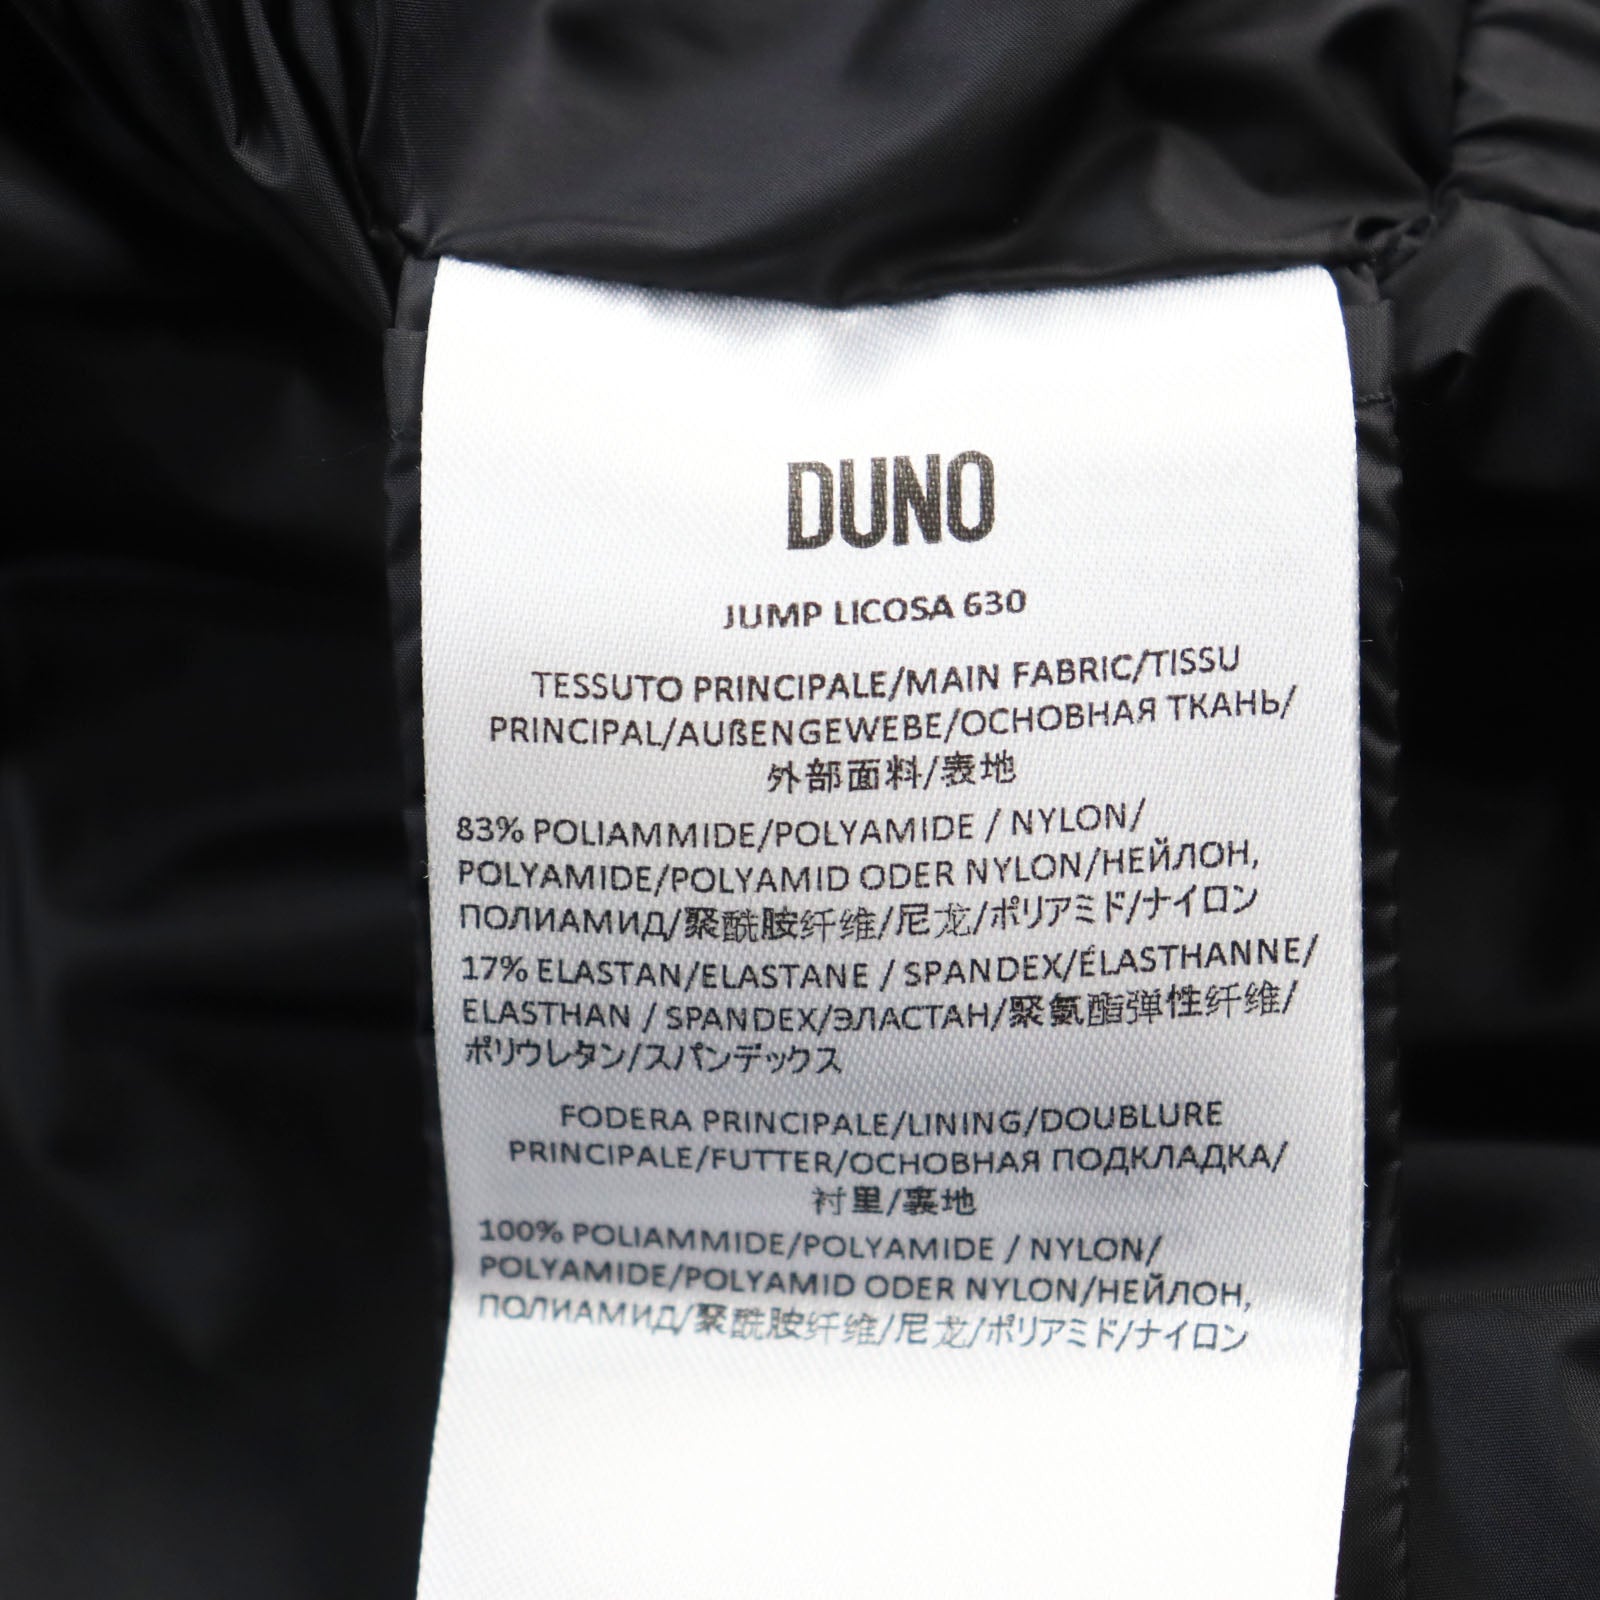 DUNO
JUMP LICOSA 630
TESSUTO PRINCIPALE/MAIN FABRIC/TISSU
PRINCIPAL/AUßENGEWEBE/ОСНОВНАЯ ТКАНЬ/
外部面料/表地
83% POLIAMMIDE/POLYAMIDE / NYLON/
POLYAMIDE/POLYAMID ODER NYLON/НЕЙЛОН,
ПОЛИАМИД/聚酰胺纤维/尼龙/ポリアミド/ナイロン
17% ELASTAN/ELASTANE / SPANDEX/ÉLASTHANNE/
ELASTHAN / SPANDEX/ЭЛАСТАН/聚氨酯弹性纤维/
ポリウレタン/スパンデックス
FODERA PRINCIPALE/LINING/DOUBLURE
PRINCIPALE/FUTTER/ОСНОВНАЯ ПОДКЛАДКА/
衬里/裏地
100% POLIAMMIDE/POLYAMIDE / NYLON/
POLYAMIDE/POLYAMID ODER NYLON/НЕЙЛОН,
ПОЛИАМИД/聚酰胺纤维/尼龙/ポリアミド/ナイロン